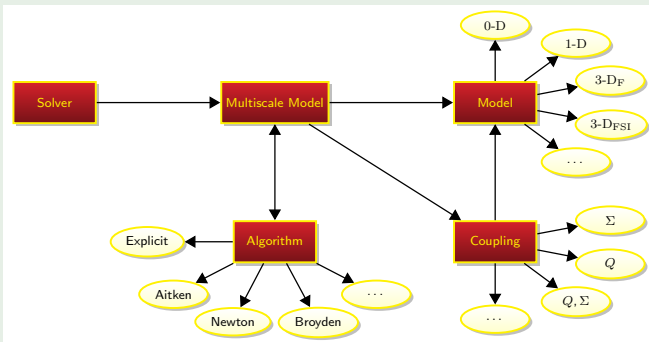 0-D
1-D
Solver
Multiscale Model
Model
3-D_F
3-D_FSI
...
Explicit
Algorithm
Coupling
Σ
Q
Aitken
...
Q, Σ
Newton
Broyden
...